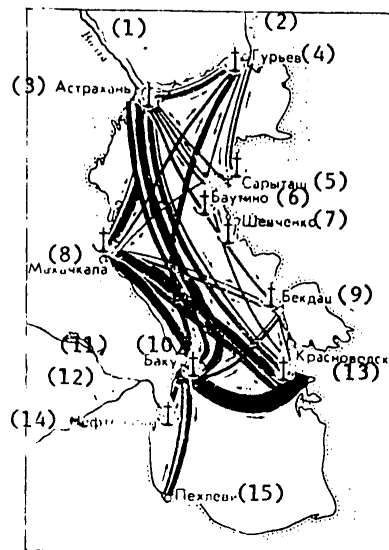 (1)
(2)
Волга
Гурьев (4)
(3) Астрахань
Сарыташ (5)
Баутино (6)
Шевченко (7)
(8)
Махачкала
Бекдаш (9)
(11)
(10)
Баку
Красноводск
(12)
(13)
(14)
Пехлеви (15)